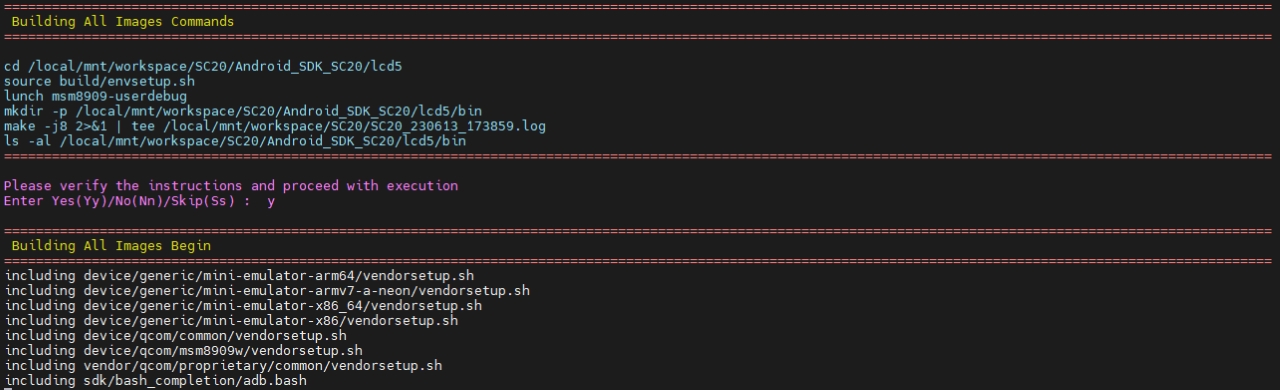 ================================================================================================================================================================
Building All Images Commands
================================================================================================================================================================
cd /local/mnt/workspace/SC20/Android_SDK_SC20/lcd5
source build/envsetup.sh
lunch msm8909-userdebug
mkdir -p /local/mnt/workspace/SC20/Android_SDK_SC20/lcd5/bin
make -j8 2>&1 | tee /local/mnt/workspace/SC20/SC20_230613_173859.log
ls -al /local/mnt/workspace/SC20/Android_SDK_SC20/lcd5/bin
================================================================================================================================================================
Please verify the instructions and proceed with execution
Enter Yes(Yy)/No(Nn)/Skip(Ss) :  y
================================================================================================================================================================
Building All Images Begin
================================================================================================================================================================
including device/generic/mini-emulator-arm64/vendorsetup.sh
including device/generic/mini-emulator-armv7-a-neon/vendorsetup.sh
including device/generic/mini-emulator-x86_64/vendorsetup.sh
including device/generic/mini-emulator-x86/vendorsetup.sh
including device/qcom/common/vendorsetup.sh
including device/qcom/msm8909w/vendorsetup.sh
including vendor/qcom/proprietary/common/vendorsetup.sh
including sdk/bash_completion/adb.bash